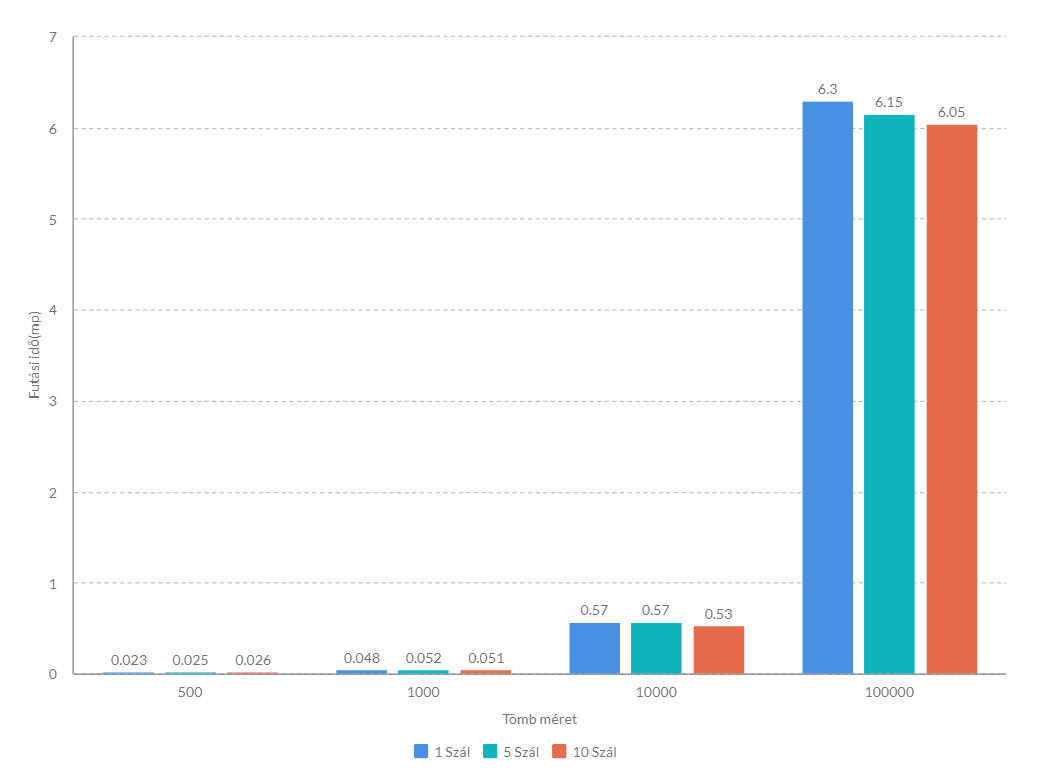 7
6
5
4
3
2
1
0
Futási idő(mp)
0.023 0.025 0.026
0.048 0.052 0.051
0.57 0.57 0.53
6.3 6.15 6.05
500 1000 10000 100000
Tömb méret
1 Szál 5 Szál 10 Szál